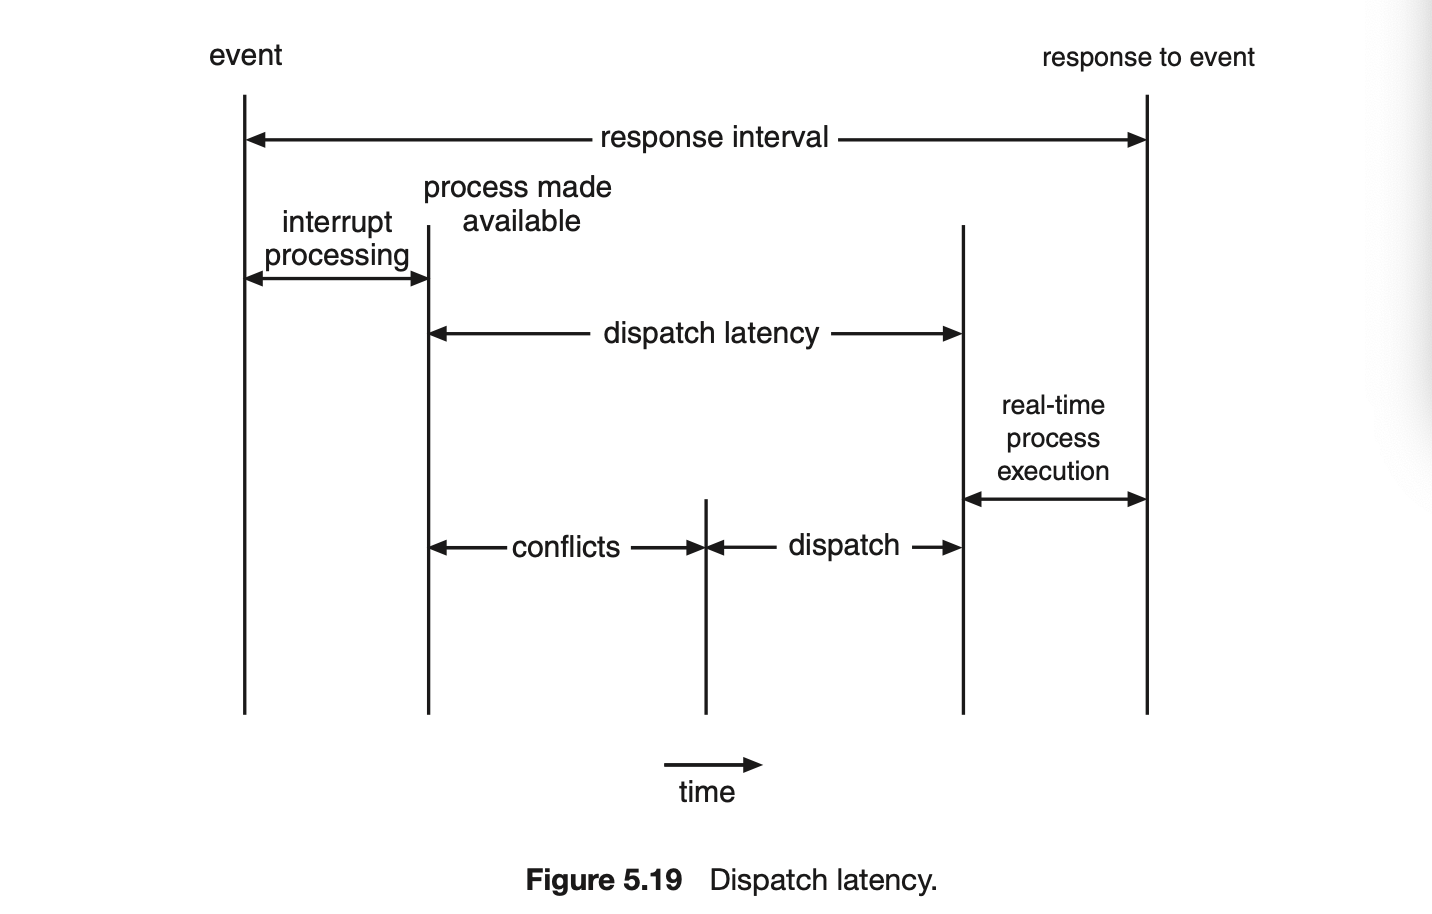 event
response to event
response interval
process made
available
interrupt
processing
dispatch latency
real-time
process
execution
conflicts
dispatch
time
Figure 5.19 Dispatch latency.